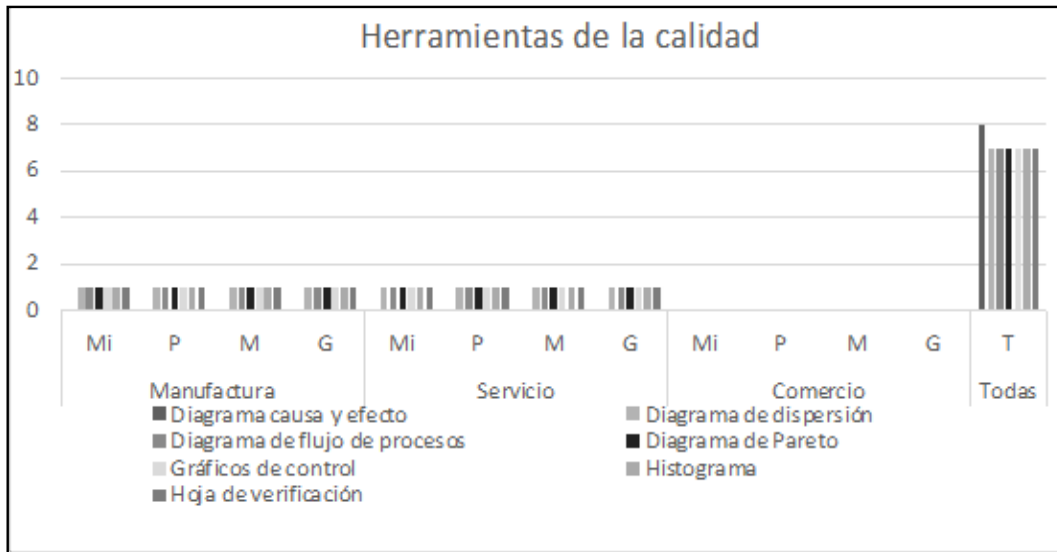 Herramientas de la calidad
10
8
6
4
2
0
Mi P M G Mi P M G Mi P M G T
Manufactura Servicio Comercio Todas
Diagrama causa y efecto Diagrama de dispersión
Diagrama de flujo de procesos Diagrama de Pareto
Gráficos de control Histograma
Hoja de verificación